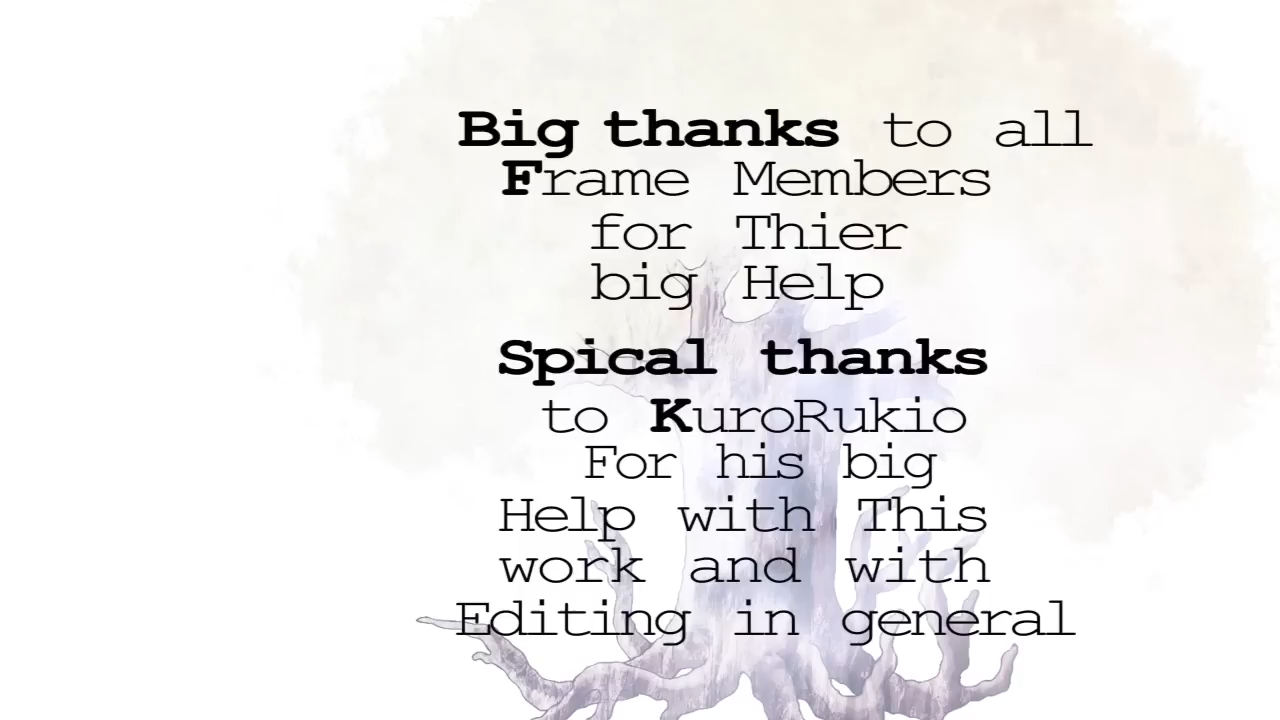 Big thanks to all
Frame Members
for Thier
big Help
Spical thanks
to KuroRukio
For his big
Help with This
work and with
Editing in general